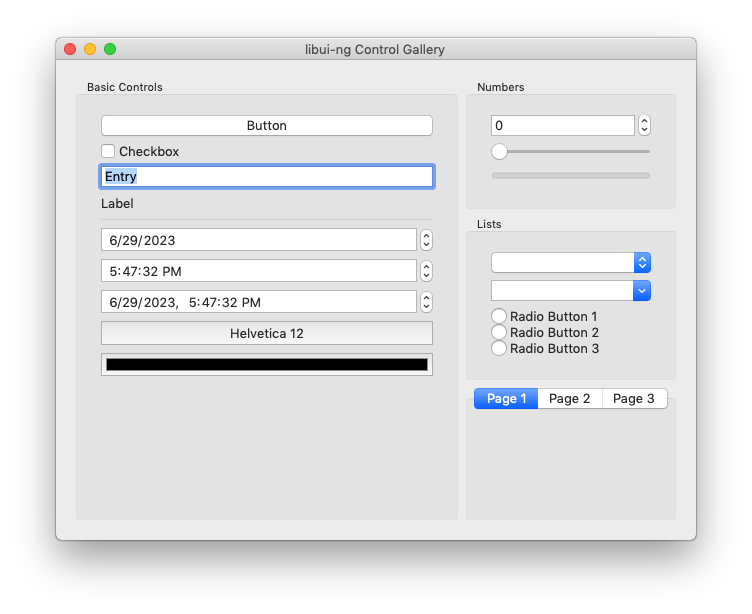 libui-ng Control Gallery
Basic Controls
Button
Checkbox
Entry
Label
6/29/2023
5:47:32 PM
6/29/2023, 5:47:32 PM
Helvetica 12
Numbers
0
Lists
Radio Button 1
Radio Button 2
Radio Button 3
Page 1 Page 2 Page 3